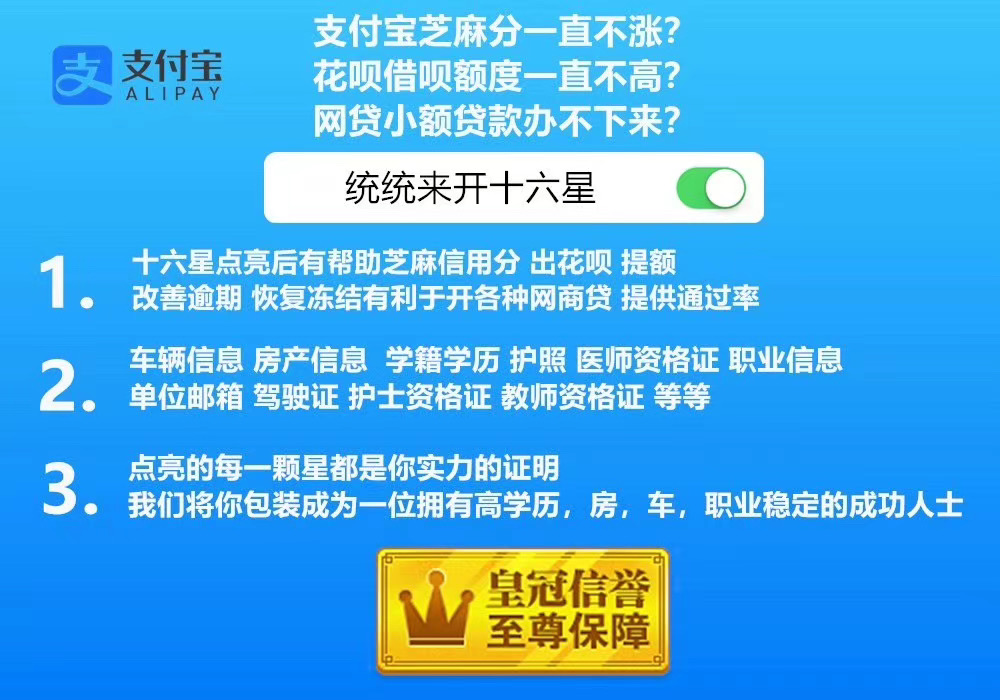 支付宝
ALIPAY
支付宝芝麻分一直不涨？
花呗借呗额度一直不高？
网贷小额贷款办不下来？
统统来开十六星
1.
十六星点亮后有帮助芝麻信用分 出花呗 提额
改善逾期 恢复冻结有利于开各种网商贷 提供通过率
2.
车辆信息 房产信息 学籍学历 护照 医师资格证 职业信息
单位邮箱 驾驶证 护士资格证 教师资格证 等等
3.
点亮的每一颗星都是你实力的证明
我们将你包装成为一位拥有高学历，房，车，职业稳定的成功人士
皇冠信誉
至尊保障